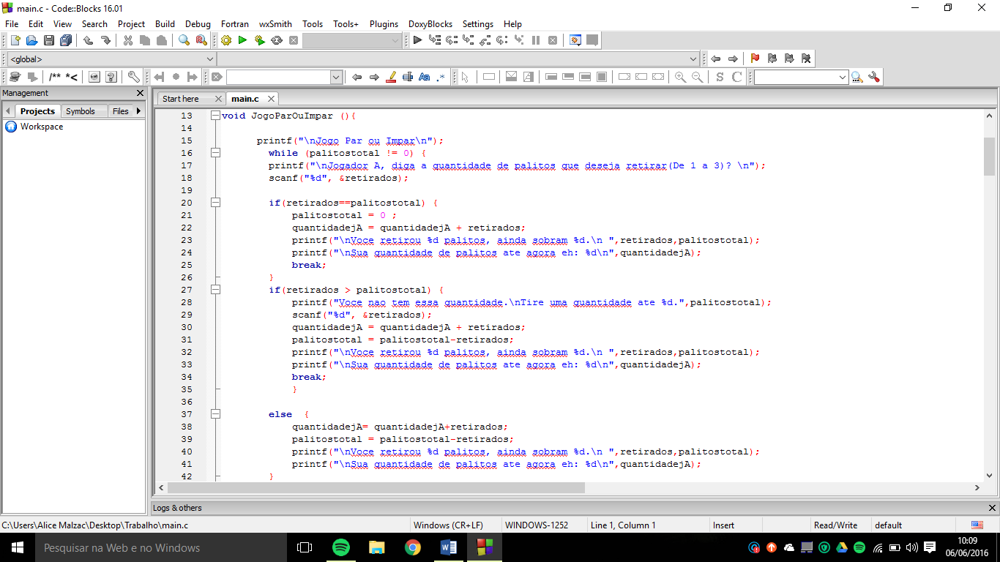 main.c - Code::Blocks 16.01
File Edit View Search Project Build Debug Fortran wxSmith Tools Tools+ Plugins DoxyBlocks Settings Help
<global>
/** *<
Management
Start here main.c
Projects Symbols Files
Workspace
13 void JogoParOuImpar (){
14
15 printf("\nJogo Par ou Impar\n");
16 while (palitostotal != 0) {
17 printf("\nJogador A, diga a quantidade de palitos que deseja retirar(De 1 a 3)? \n");
18 scanf("%d", &retirados);
19
20 if(retirados==palitostotal) {
21 palitostotal = 0 ;
22 quantidadejA = quantidadejA + retirados;
23 printf("\nVoce retirou %d palitos, ainda sobram %d.\n ",retirados,palitostotal);
24 printf("\nSua quantidade de palitos ate agora eh: %d\n",quantidadejA);
25 break;
26 }
27 if(retirados > palitostotal) {
28 printf("Voce nao tem essa quantidade.\nTire uma quantidade ate %d.",palitostotal);
29 scanf("%d", &retirados);
30 quantidadejA = quantidadejA + retirados;
31 palitostotal = palitostotal-retirados;
32 printf("\nVoce retirou %d palitos, ainda sobram %d.\n ",retirados,palitostotal);
33 printf("\nSua quantidade de palitos ate agora eh: %d\n",quantidadejA);
34 break;
35 }
36
37 else {
38 quantidadejA= quantidadejA+retirados;
39 palitostotal = palitostotal-retirados;
40 printf("\nVoce retirou %d palitos, ainda sobram %d.\n ",retirados,palitostotal);
41 printf("\nSua quantidade de palitos ate agora eh: %d\n",quantidadejA);
42 }
Logs & others
C:\Users\Alice Malzac\Desktop\Trabalho\main.c Windows (CR+LF) WINDOWS-1252 Line 1, Column 1 Insert Read/Write default
Pesquisar na Web e no Windows
10:09
06/06/2016